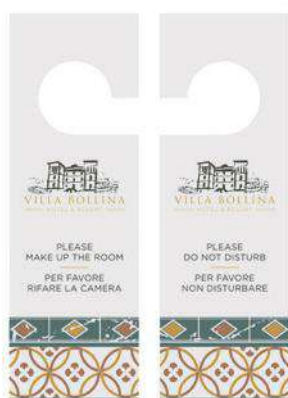 VILLA BOLLINA
PLEASE
MAKE UP THE ROOM
PER FAVORE
RIFARE LA CAMERA
VILLA BOLLINA
PLEASE
DO NOT DISTURB
PER FAVORE
NON DISTURBARE